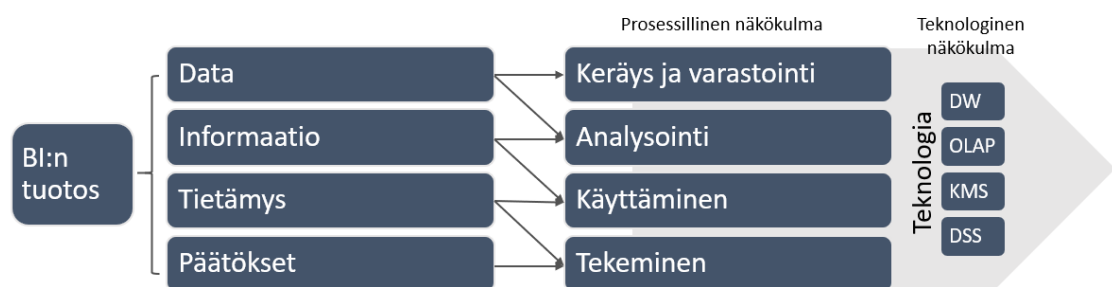 Prosessillinen näkökulma
Teknologinen
näkökulma
BI:n
tuotos
Data
Informaatio
Tietämys
Päätökset
Keräys ja varastointi
Analysointi
Käyttäminen
Tekeminen
Teknologia
DW
OLAP
KMS
DSS